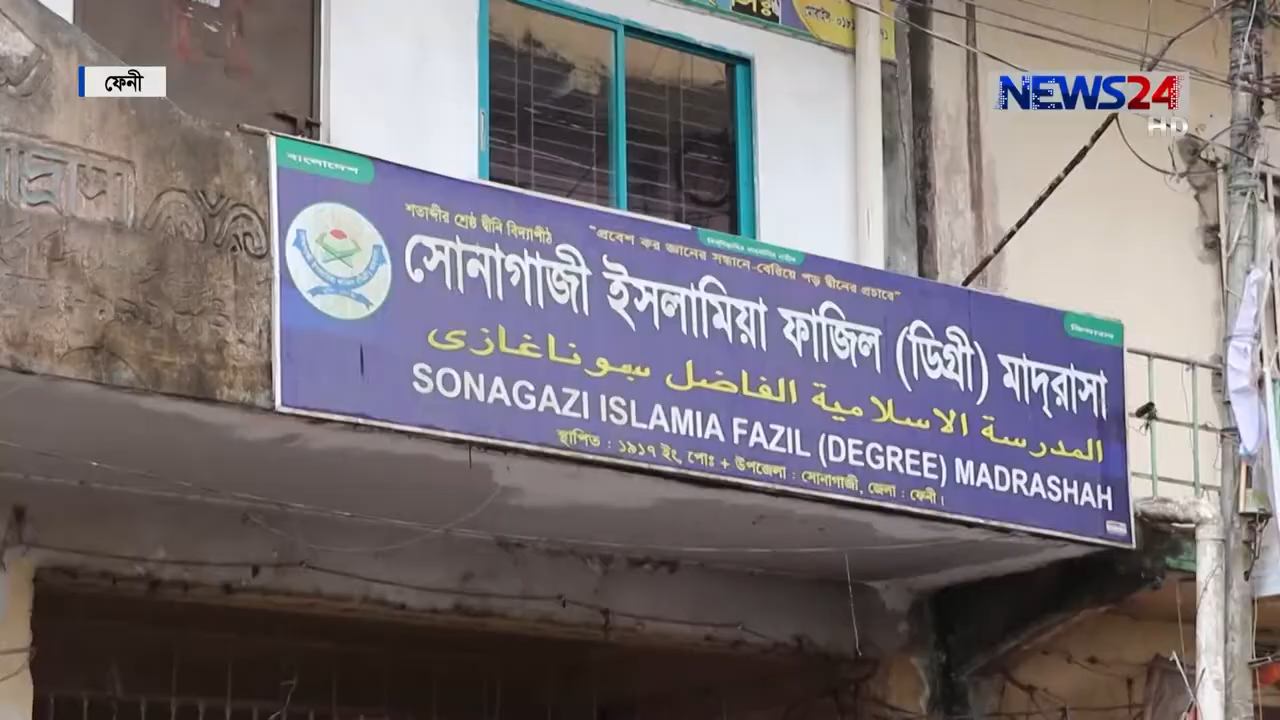 ফেনী
NEWS24
HD
বাংলাদেশ
শতাব্দীর শ্রেষ্ঠ দ্বীনি বিদ্যাপীঠ
"প্রবেশ কর জ্ঞানের সন্ধানে-বেরিয়ে পড় দ্বীনের প্রচারে"
সোনাগাজী ইসলামিয়া ফাজিল (ডিগ্রী) মাদ্‌রাসা
المدرسة الاسلامية الفاضل سوناغازى
SONAGAZI ISLAMIA FAZIL (DEGREE) MADRASHAH
স্থাপিত : ১৯১৭ ইং, পোঃ + উপজেলা : সোনাগাজী, জেলা : ফেনী।